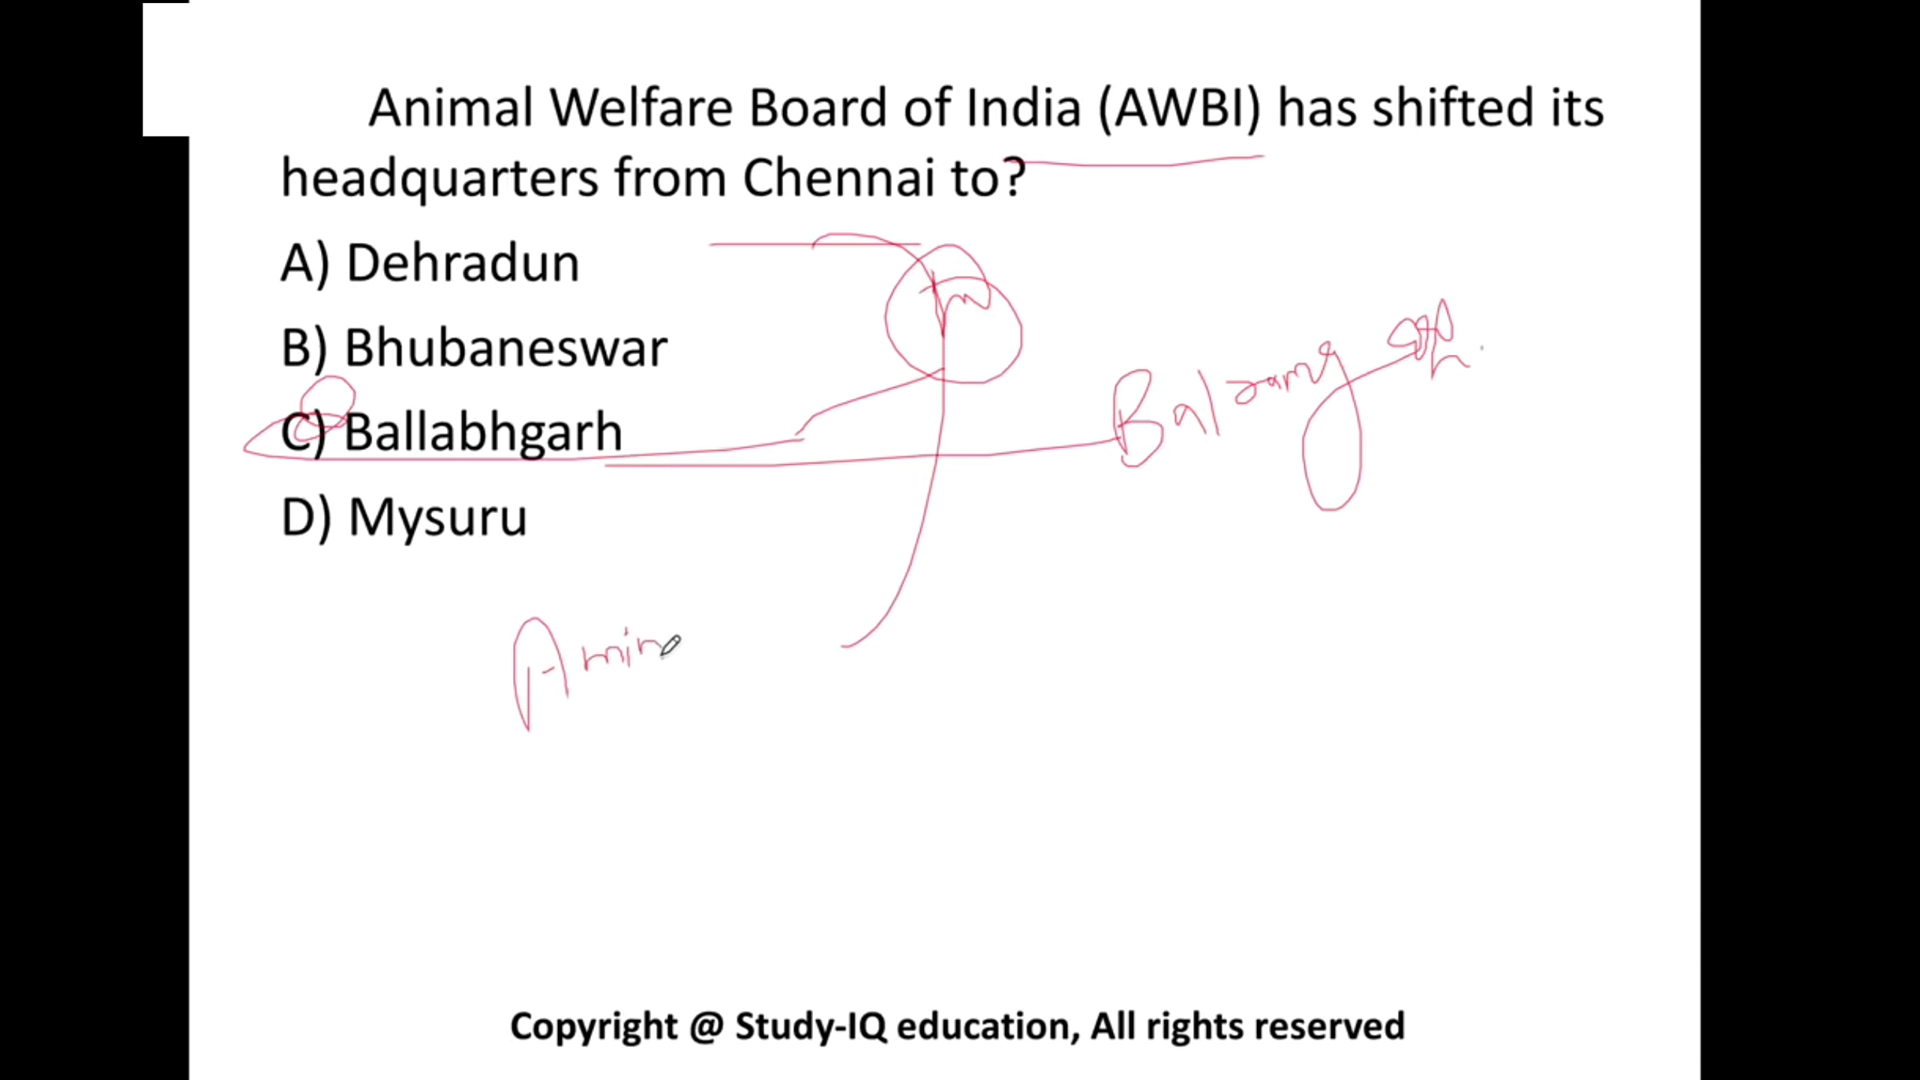 Animal Welfare Board of India (AWBI) has shifted its
headquarters from Chennai to?
A) Dehradun
B) Bhubaneswar
C) Ballabhgarh
D) Mysuru
Copyright @ Study-IQ education, All rights reserved